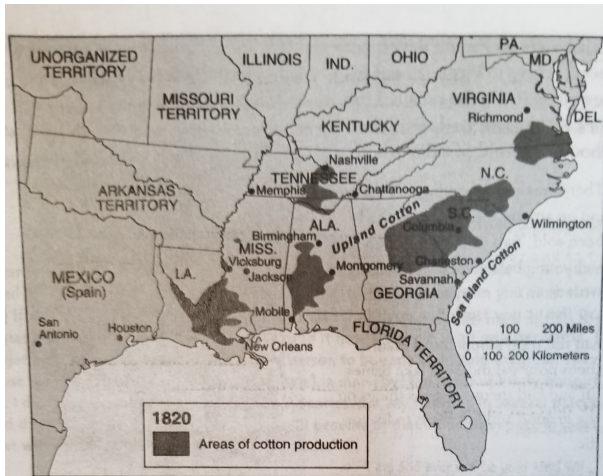 PA.
UNORGANIZED
TERRITORY
ILLINOIS
IND.
OHIO
MD.
MISSOURI
TERRITORY
VIRGINIA
Richmond
DEL
KENTUCKY
Nashville
TENNESSEE
N.C.
Memphis
Chattanooga
ARKANSAS
TERRITORY
Upland Cotton
S.C.
Columbia
Wilmington
ALA.
Birmingham
MISS.
Vicksburg
Jackson
Montgomery
Charleston
Savannah
Sea Island Cotton
LA.
GEORGIA
MEXICO
(Spain)
Mobile
San
Antonio
Houston
New Orleans
FLORIDA TERRITORY
0 100 200 Miles
0 100 200 Kilometers
1820
Areas of cotton production